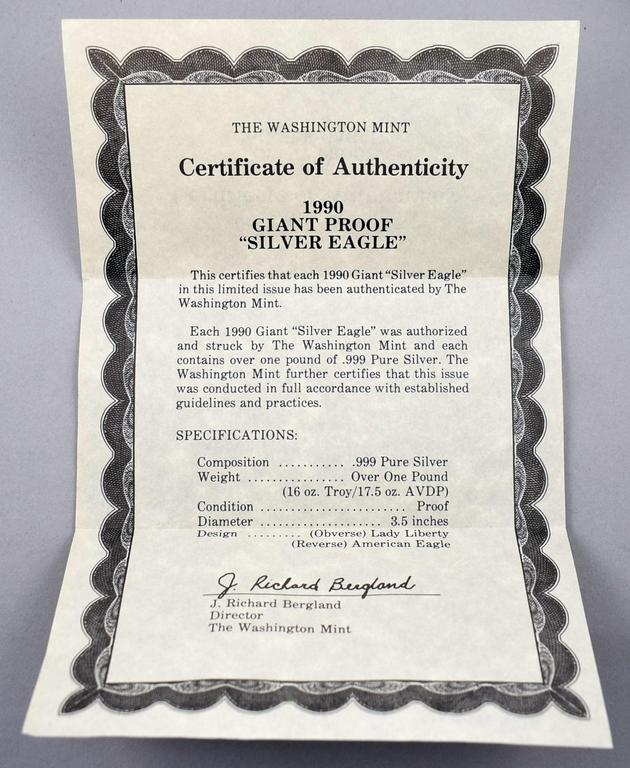 THE WASHINGTON MINT
Certificate of Authenticity
1990
GIANT PROOF
“SILVER EAGLE”
This certifies that each 1990 Giant “Silver Eagle”
in this limited issue has been authenticated by The
Washington Mint.
Each 1990 Giant “Silver Eagle” was authorized
and struck by The Washington Mint and each
contains over one pound of .999 Pure Silver. The
Washington Mint further certifies that this issue
was conducted in full accordance with established
guidelines and practices.
SPECIFICATIONS:
Composition ........... .999 Pure Silver
Weight ................ Over One Pound
(16 oz. Troy/17.5 oz. AVDP)
Condition ........................ Proof
Diameter .................... 3.5 inches
Design ......... (Obverse) Lady Liberty
(Reverse) American Eagle
J. Richard Bergland
J. Richard Bergland
Director
The Washington Mint